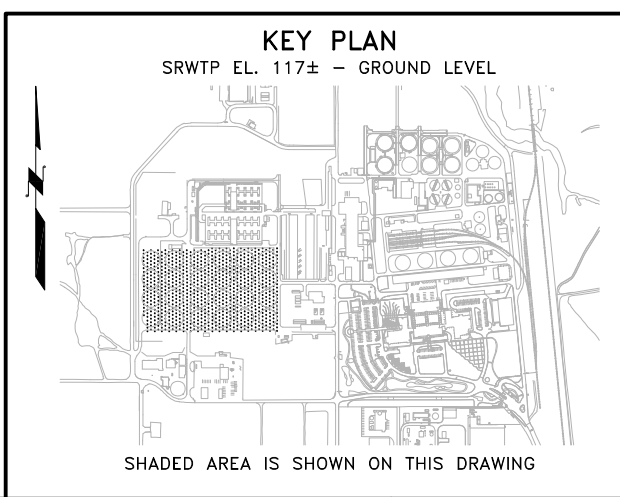 KEY PLAN
SRWTP EL. 117± – GROUND LEVEL
N
SHADED AREA IS SHOWN ON THIS DRAWING